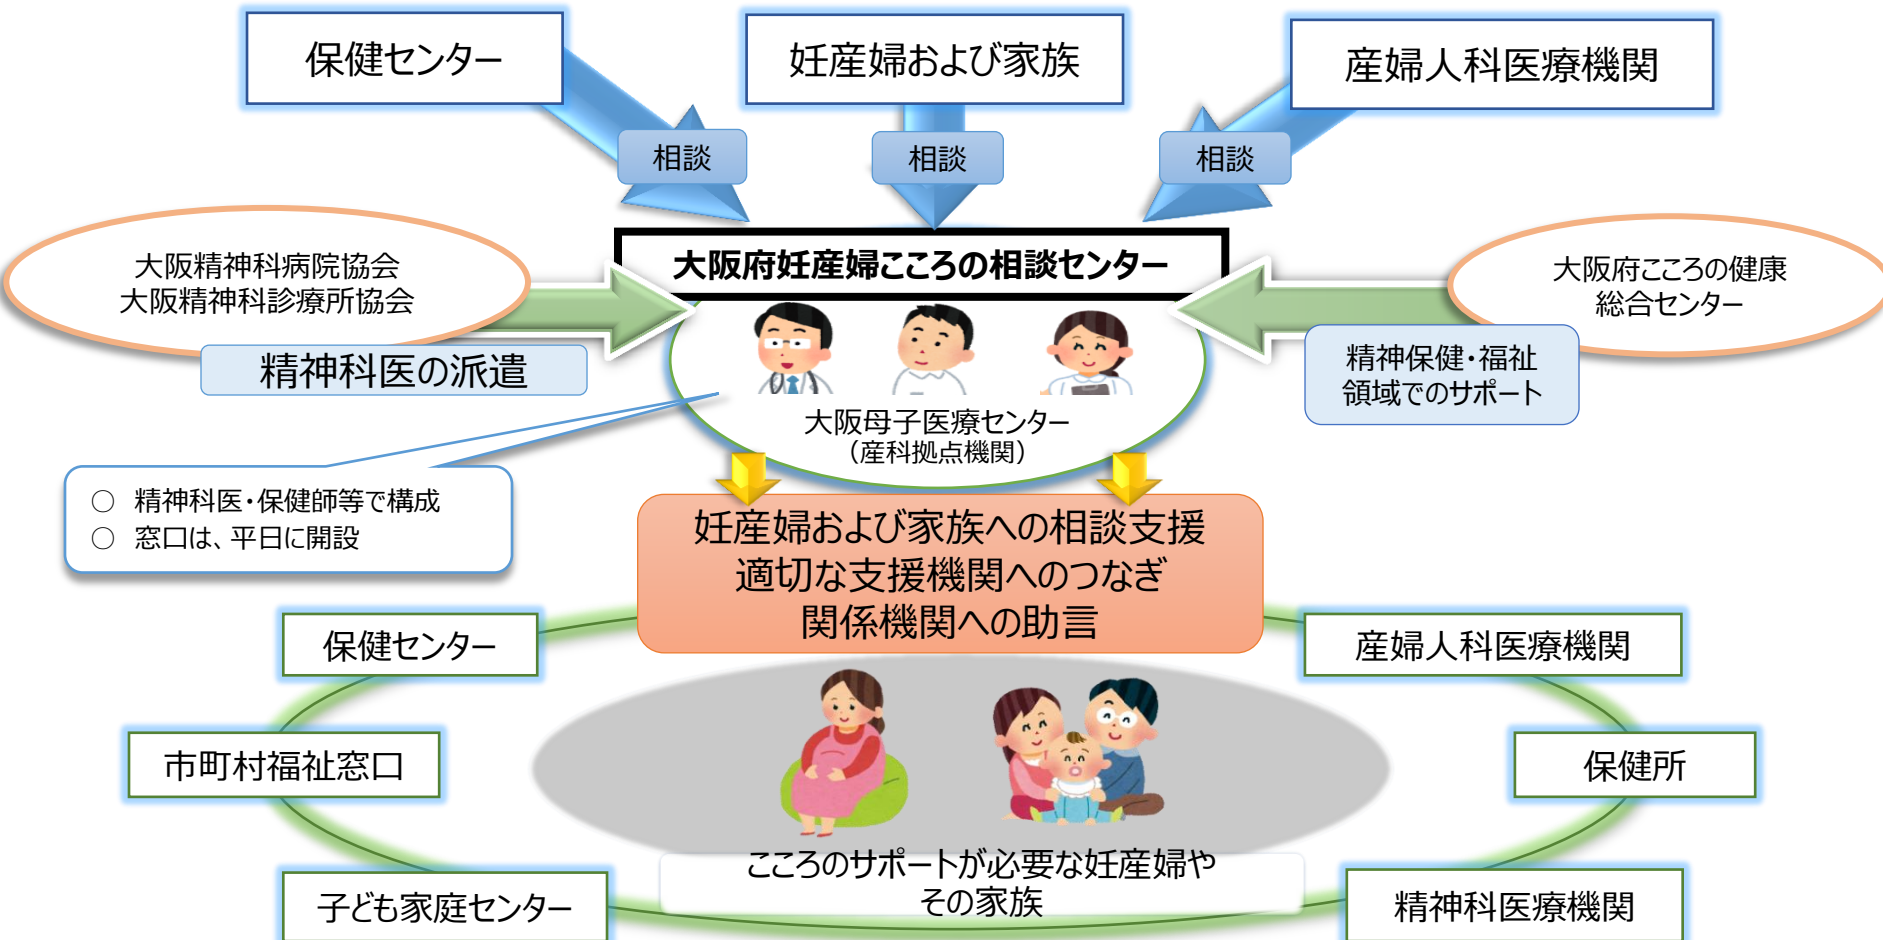 保健センター
妊産婦および家族
産婦人科医療機関
相談
相談
相談
大阪精神科病院協会
大阪精神科診療所協会
精神科医の派遣
大阪府妊産婦こころの相談センター
大阪母子医療センター
（産科拠点機関）
大阪府こころの健康
総合センター
精神保健・福祉
領域でのサポート
○　精神科医・保健師等で構成
○　窓口は、平日に開設
妊産婦および家族への相談支援
適切な支援機関へのつなぎ
関係機関への助言
保健センター
産婦人科医療機関
市町村福祉窓口
保健所
こころのサポートが必要な妊産婦や
その家族
子ども家庭センター
精神科医療機関